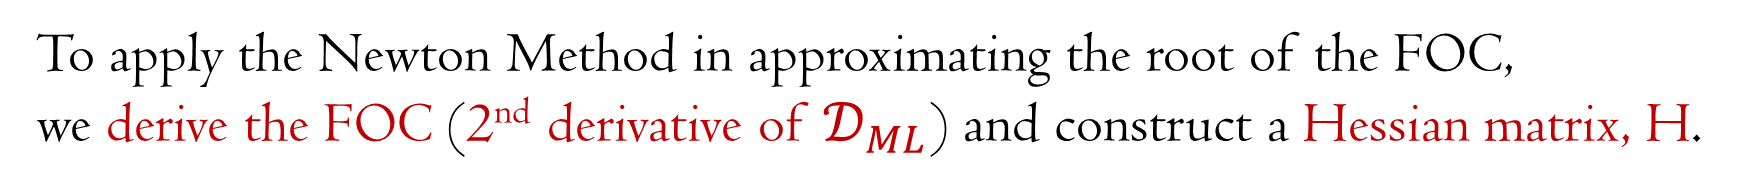 To apply the Newton Method in approximating the root of the FOC,
we derive the FOC (2nd derivative of 𝒟ML) and construct a Hessian matrix, H.